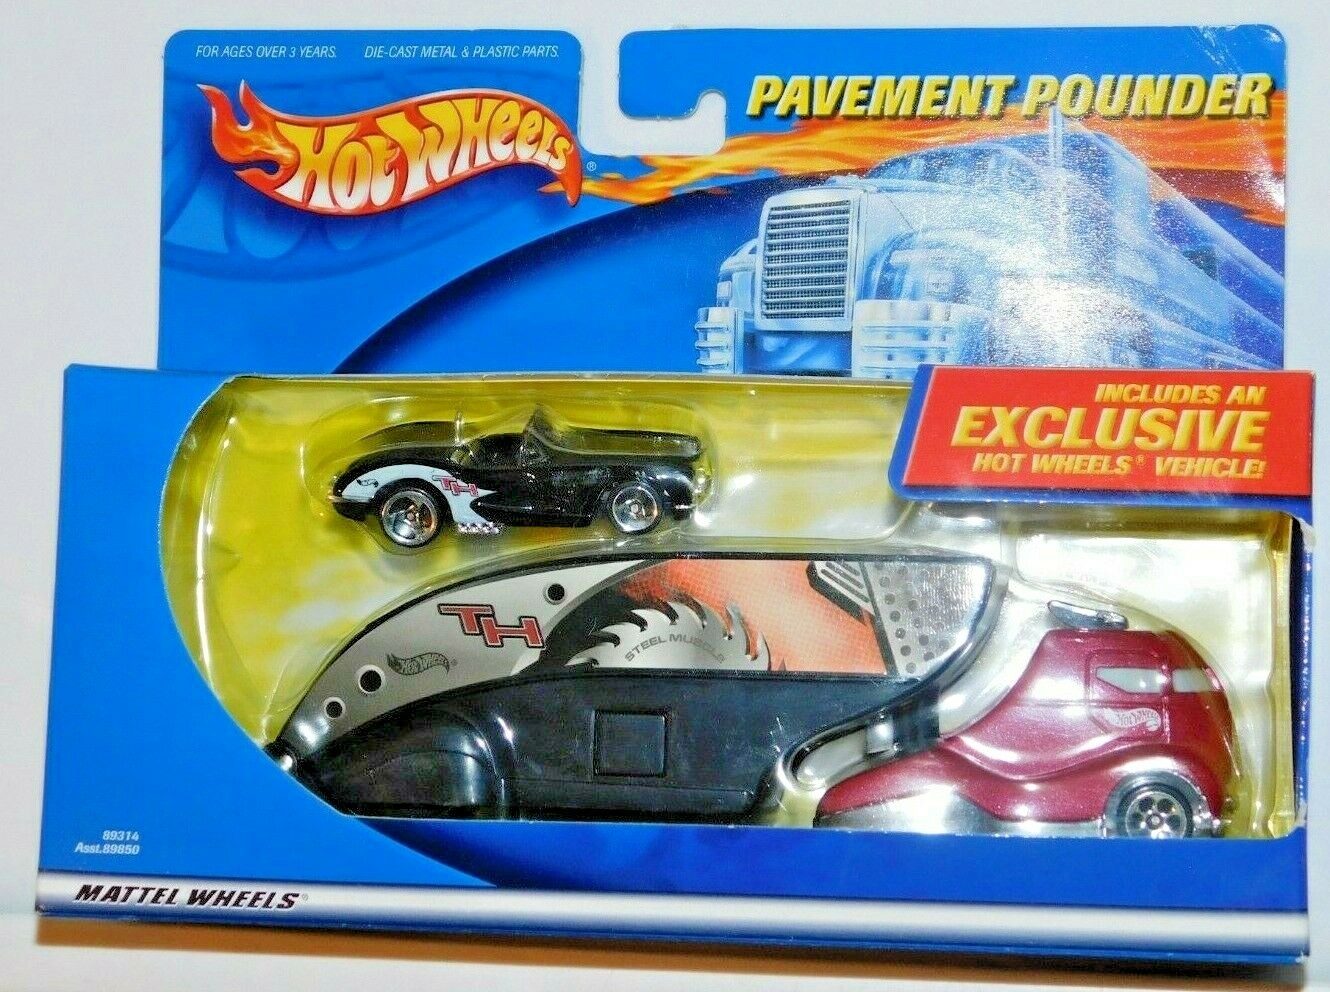 FOR AGES OVER 3 YEARS. DIE-CAST METAL & PLASTIC PARTS.
HOT WHEELS®
PAVEMENT POUNDER
INCLUDES AN
EXCLUSIVE
HOT WHEELS® VEHICLE!
TH
TH
STEEL MUSCLE
HOT WHEELS
HOT WHEELS
89314
Asst.89850
MATTEL WHEELS